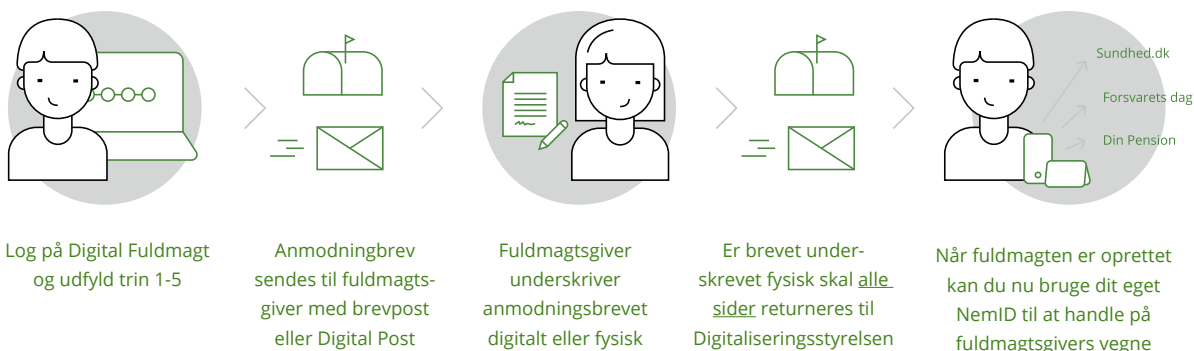 Sundhed.dk
Forsvarets dag
Din Pension
Log på Digital Fuldmagt
og udfyld trin 1-5
Anmodningbrev
sendes til fuldmagts-
giver med brevpost
eller Digital Post
Fuldmagtsgiver
underskriver
anmodningsbrevet
digitalt eller fysisk
Er brevet under-
skrevet fysisk skal alle
sider returneres til
Digitaliseringsstyrelsen
Når fuldmagten er oprettet
kan du nu bruge dit eget
NemID til at handle på
fuldmagtsgivers vegne